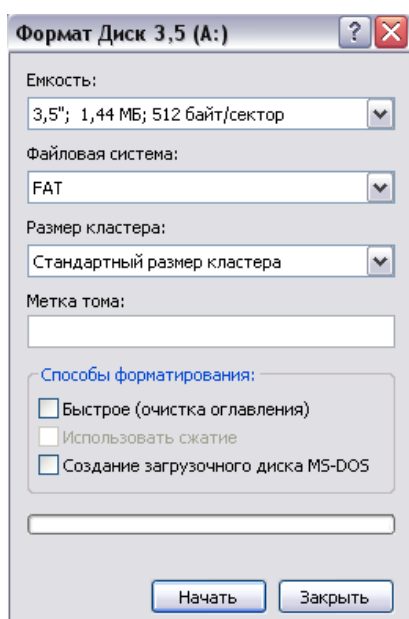 Формат Диск 3,5 (A:)
Емкость:
3,5"; 1,44 МБ; 512 байт/сектор
Файловая система:
FAT
Размер кластера:
Стандартный размер кластера
Метка тома:
Способы форматирования:
Быстрое (очистка оглавления)
Использовать сжатие
Создание загрузочного диска MS-DOS
Начать Закрыть